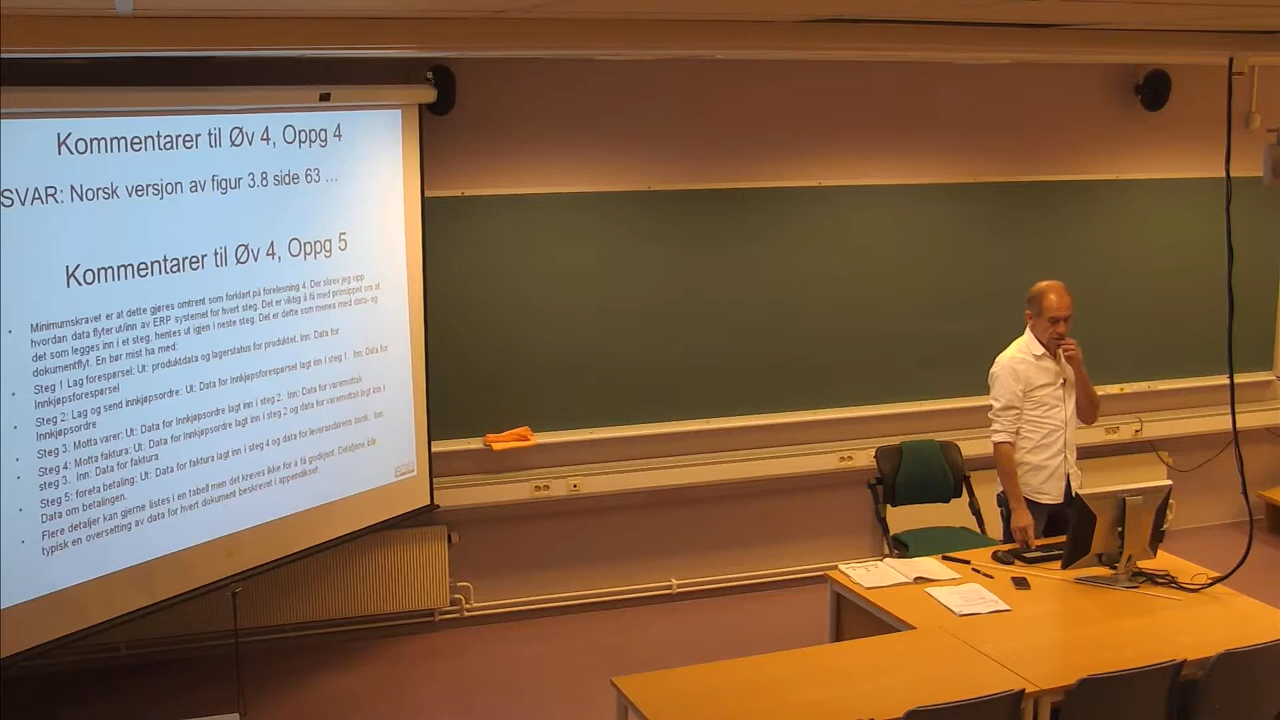 Kommentarer til Øv 4, Oppg 4
SVAR: Norsk versjon av figur 3.8 side 63 ...
Kommentarer til Øv 4, Oppg 5
• Minimumskravet er at dette gjøres omtrent som forklart på forelesning 4. Der skrev jeg opp
hvordan data flyter ut/inn av ERP systemet for hvert steg. Det er viktig å få med prinsippet om at
det som legges inn i et steg, hentes ut igjen i neste steg. Det er dette som menes med data- og
dokumentflyt. En bør mist ha med:
• Steg 1 Lag forespørsel: Ut: produktdata og lagerstatus for produktet. Inn: Data for
Innkjøpsforespørsel
• Steg 2: Lag og send innkjøpsordre: Ut: Data for Innkjøpsforespørsel lagt inn i steg 1. Inn: Data for
Innkjøpsordre
• Steg 3: Motta varer: Ut: Data for Innkjøpsordre lagt inn i steg 2. Inn: Data for varemottak
• Steg 4: Motta faktura: Ut: Data for Innkjøpsordre lagt inn i steg 2 og data for varemottak lagt inn i
steg 3. Inn: Data for faktura
• Steg 5: foreta betaling: Ut: Data for faktura lagt inn i steg 4 og data for leverandørens bank. Inn:
Data om betalingen.
• Flere detaljer kan gjerne listes i en tabell men det kreves ikke for å få godkjent. Detaljene blir
typisk en oversetting av data for hvert dokument beskrevet i appendikset.